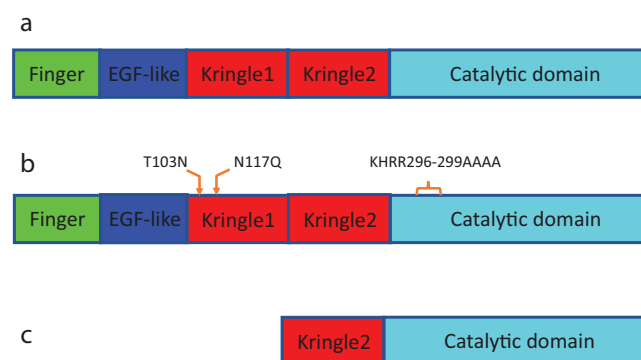 a
Finger EGF-like Kringle1 Kringle2 Catalytic domain
b
T103N N117Q KHRR296-299AAAA
Finger EGF-like Kringle1 Kringle2 Catalytic domain
c
Kringle2 Catalytic domain